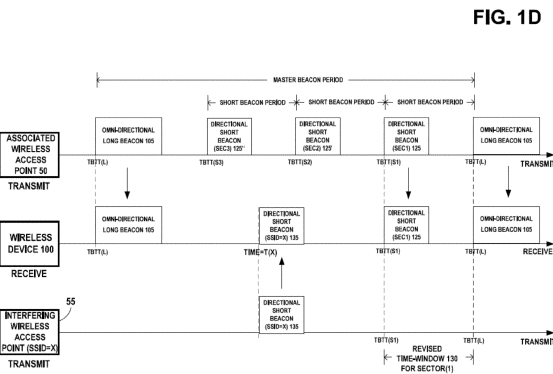 FIG. 1D
MASTER BEACON PERIOD
SHORT BEACON PERIOD
SHORT BEACON PERIOD
SHORT BEACON PERIOD
ASSOCIATED
WIRELESS
ACCESS
POINT 50
TRANSMIT
OMNI-DIRECTIONAL
LONG BEACON 105
DIRECTIONAL
SHORT
BEACON
(SEC3) 125"
DIRECTIONAL
SHORT
BEACON
(SEC2) 125'
DIRECTIONAL
SHORT
BEACON
(SEC1) 125
OMNI-DIRECTIONAL
LONG BEACON 105
TBTT(L)
TBTT(S3)
TBTT(S2)
TBTT(S1)
TBTT(L)
TRANSMIT
WIRELESS
DEVICE 100
RECEIVE
OMNI-DIRECTIONAL
LONG BEACON 105
DIRECTIONAL
SHORT
BEACON
(SSID=X) 135
DIRECTIONAL
SHORT
BEACON
(SEC1) 125
OMNI-DIRECTIONAL
LONG BEACON 105
TBTT(L)
TIME=T(X)
TBTT(S1)
TBTT(L)
RECEIVE
55
INTERFERING
WIRELESS
ACCESS
POINT (SSID=X)
TRANSMIT
DIRECTIONAL
SHORT
BEACON
(SSID=X) 135
TBTT(S1)
TBTT(L)
TRANSMIT
REVISED
TIME-WINDOW 130
FOR SECTOR(1)